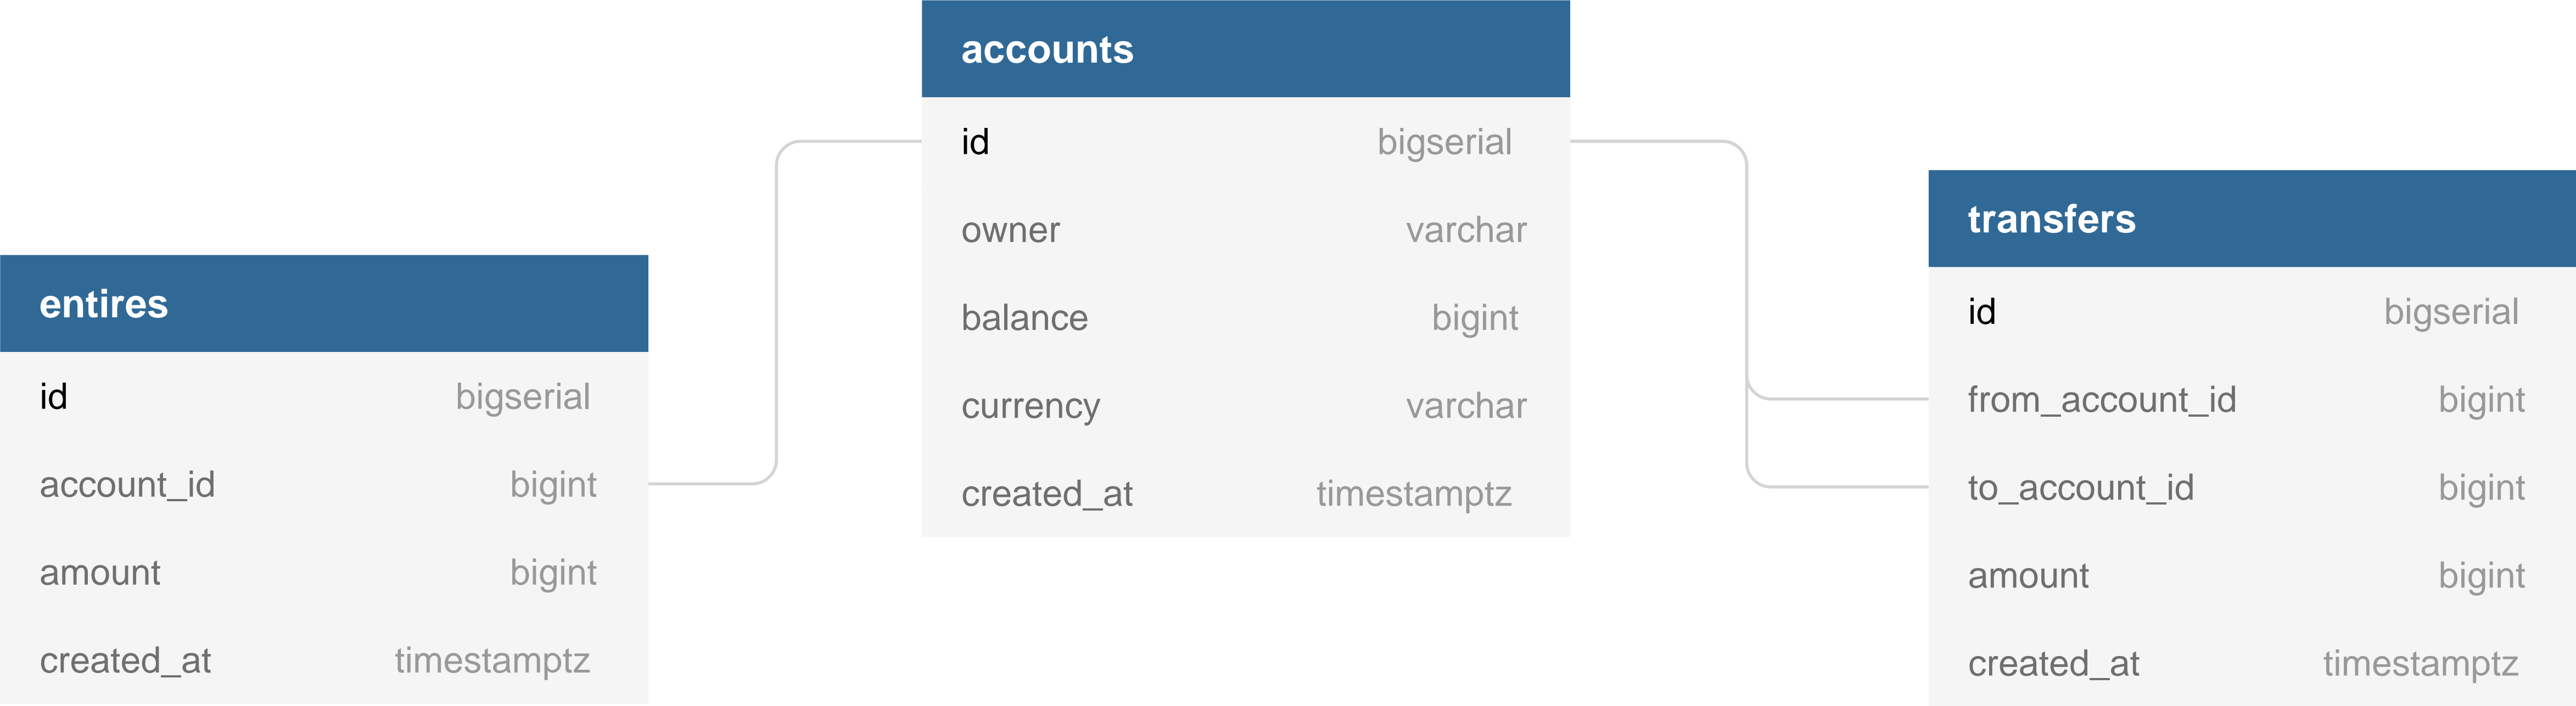 accounts
id bigserial
owner varchar
balance bigint
currency varchar
created_at timestamptz
entires
id bigserial
account_id bigint
amount bigint
created_at timestamptz
transfers
id bigserial
from_account_id bigint
to_account_id bigint
amount bigint
created_at timestamptz